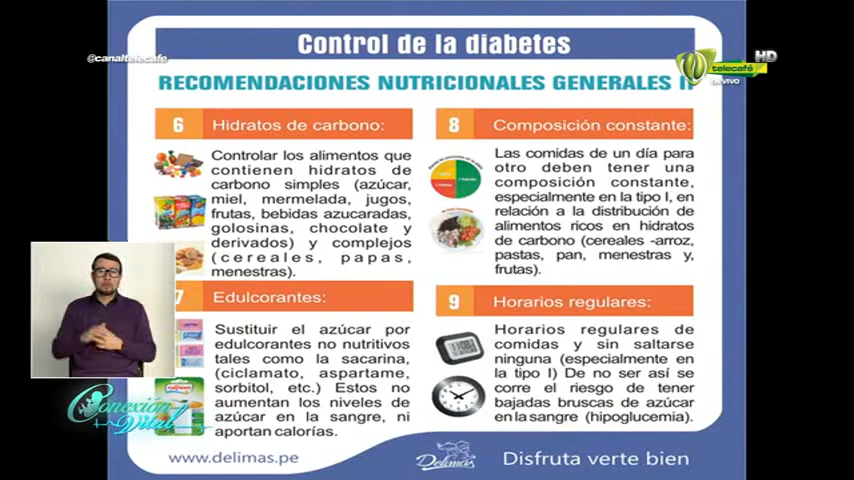 Control de la diabetes
@canaltelecafe
telecafé
HD
EN VIVO
RECOMENDACIONES NUTRICIONALES GENERALES II
6 Hidratos de carbono:
Controlar los alimentos que
contienen hidratos de
carbono simples (azúcar,
miel, mermelada, jugos,
frutas, bebidas azucaradas,
golosinas, chocolate y
derivados) y complejos
(cereales, papas,
menestras).
7 Edulcorantes:
Sustituir el azúcar por
edulcorantes no nutritivos
tales como la sacarina,
(ciclamato, aspartame,
sorbitol, etc.) Estos no
aumentan los niveles de
azúcar en la sangre, ni
aportan calorías.
8 Composición constante:
Las comidas de un día para
otro deben tener una
composición constante,
especialmente en la tipo I, en
relación a la distribución de
alimentos ricos en hidratos
de carbono (cereales -arroz,
pastas, pan, menestras y,
frutas).
9 Horarios regulares:
Horarios regulares de
comidas y sin saltarse
ninguna (especialmente en
la tipo I) De no ser así se
corre el riesgo de tener
bajadas bruscas de azúcar
en la sangre (hipoglucemia).
Conexión
Vital
www.delimas.pe
Delimás
Disfruta verte bien